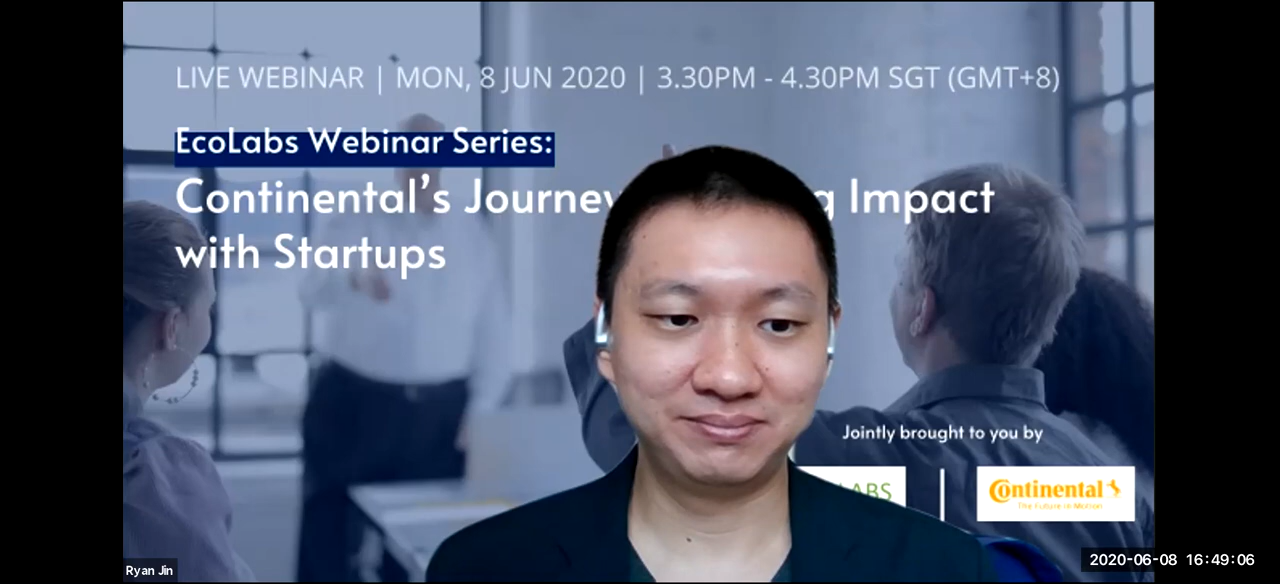 LIVE WEBINAR | MON, 8 JUN 2020 | 3.30PM - 4.30PM SGT (GMT+8)
EcoLabs Webinar Series:
Continental's Journey Impact
with Startups
Jointly brought to you by
LABS
Continental
The Future in Motion
Ryan Jin
2020-06-08 16:49:06